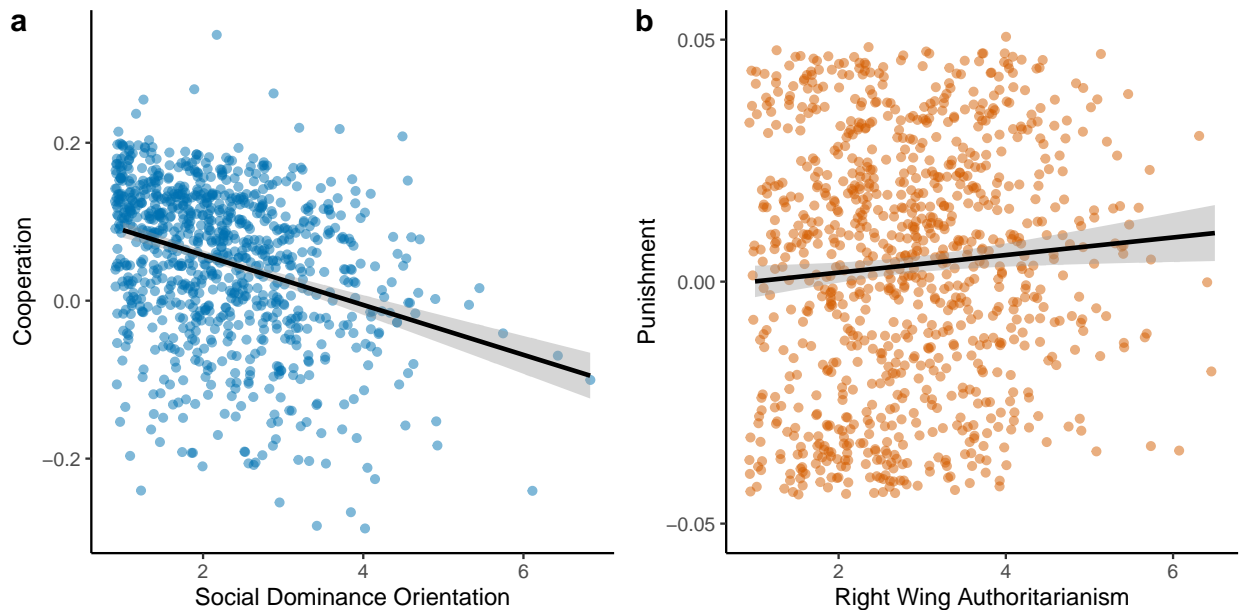 a
Cooperation
0.2
0.0
−0.2
2
4
6
Social Dominance Orientation
b
Punishment
0.05
0.00
−0.05
2
4
6
Right Wing Authoritarianism